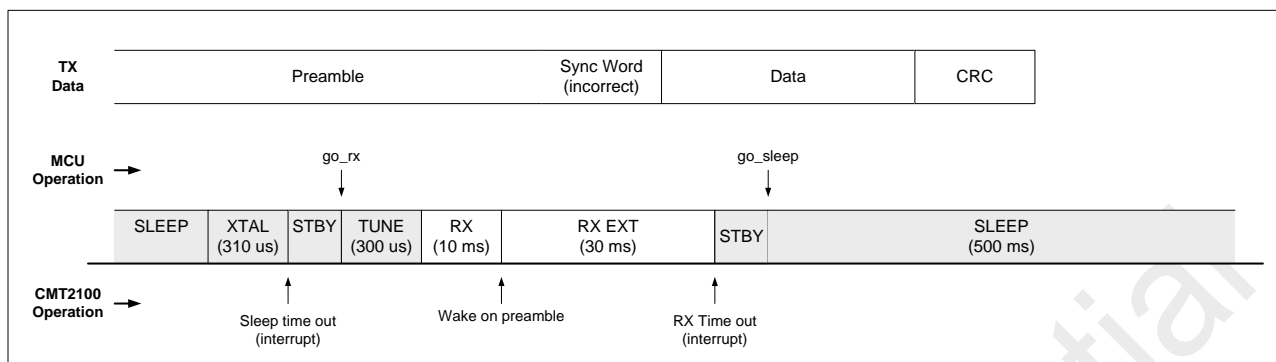 TX
Data
Preamble
Sync Word
(incorrect)
Data
CRC
MCU
Operation
go_rx
go_sleep
SLEEP
XTAL
(310 us)
STBY
TUNE
(300 us)
RX
(10 ms)
RX EXT
(30 ms)
STBY
SLEEP
(500 ms)
CMT2100
Operation
Sleep time out
(interrupt)
Wake on preamble
RX Time out
(interrupt)